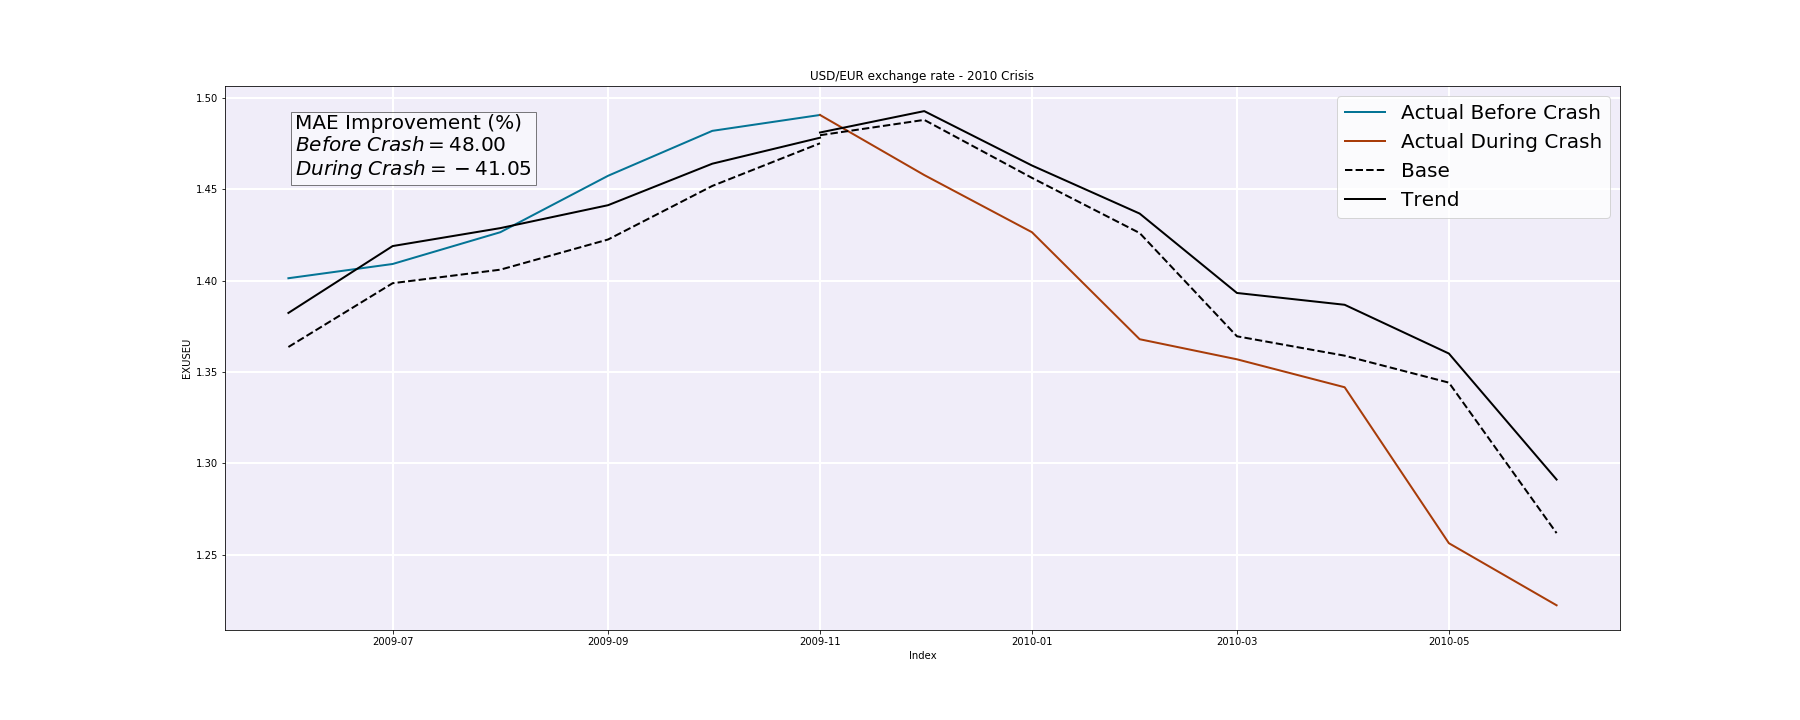 USD/EUR exchange rate - 2010 Crisis
MAE Improvement (%)
Before Crash = 48.00
During Crash = − 41.05
Actual Before Crash
Actual During Crash
Base
Trend
1.50
1.45
1.40
1.35
1.30
1.25
EXUSEU
2009-07
2009-09
2009-11
2010-01
2010-03
2010-05
Index